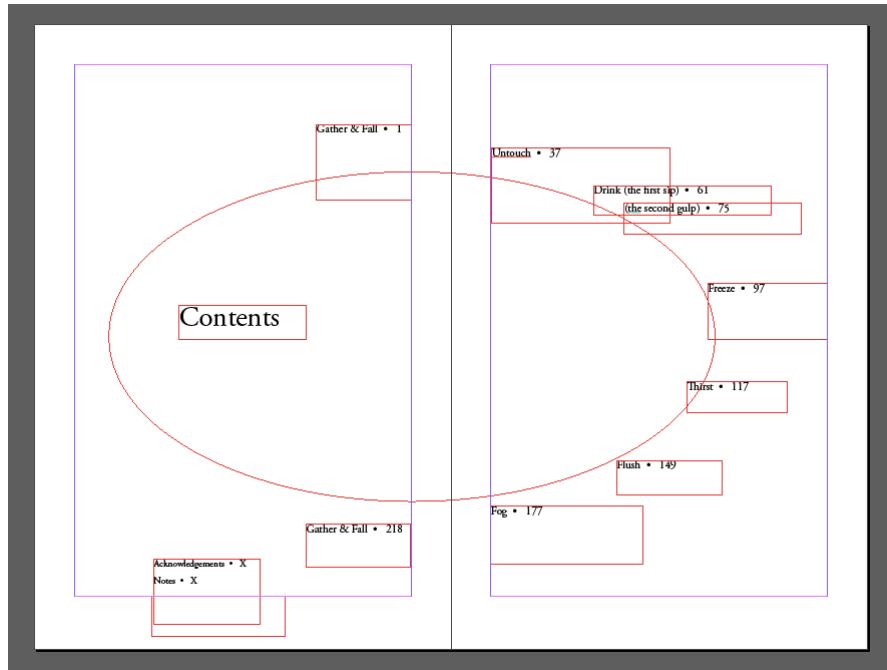 Gather & Fall • 1
Contents
Gather & Fall • 218
Acknowledgements • X
Notes • X
Untouch • 37
Drink (the first sip) • 61
(the second gulp) • 75
Freeze • 97
Thirst • 117
Flush • 149
Fog • 177